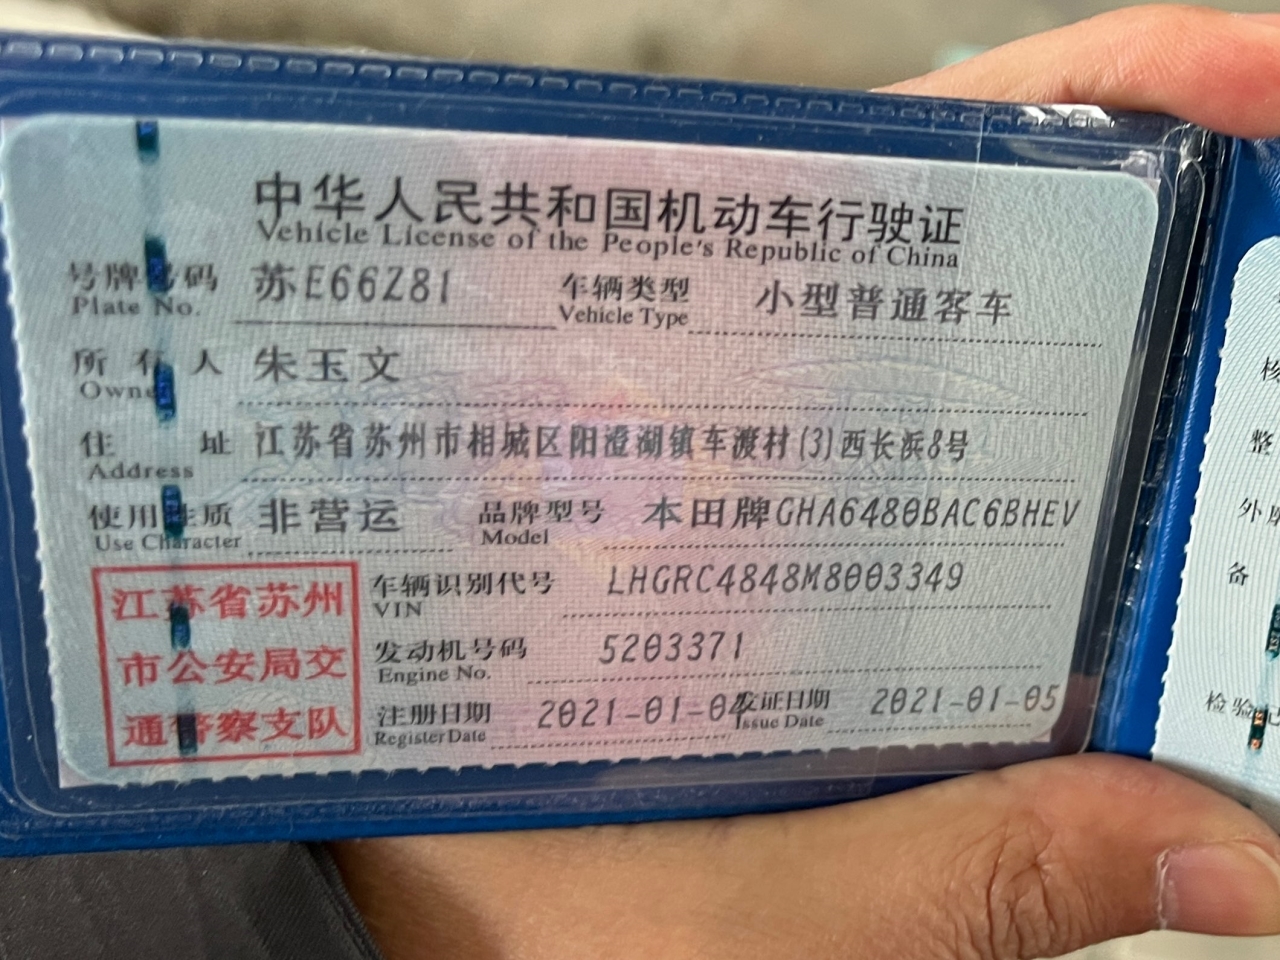 中华人民共和国机动车行驶证
Vehicle License of the People's Republic of China
号牌号码 苏E66Z81 车辆类型 小型普通客车
Plate No. Vehicle Type
所有人 朱玉文
Owner
住址 江苏省苏州市相城区阳澄湖镇车渡村(3)西长浜8号
Address
使用性质 非营运 品牌型号 本田牌GHA6480BAC6BHEV
Use Character Model
江苏省苏州
市公安局交
通警察支队
车辆识别代号 LHGRC4848M8003349
VIN
发动机号码 5203371
Engine No.
注册日期 2021-01-04 发证日期 2021-01-05
Register Date Issue Date
核
整
外
备
检验记